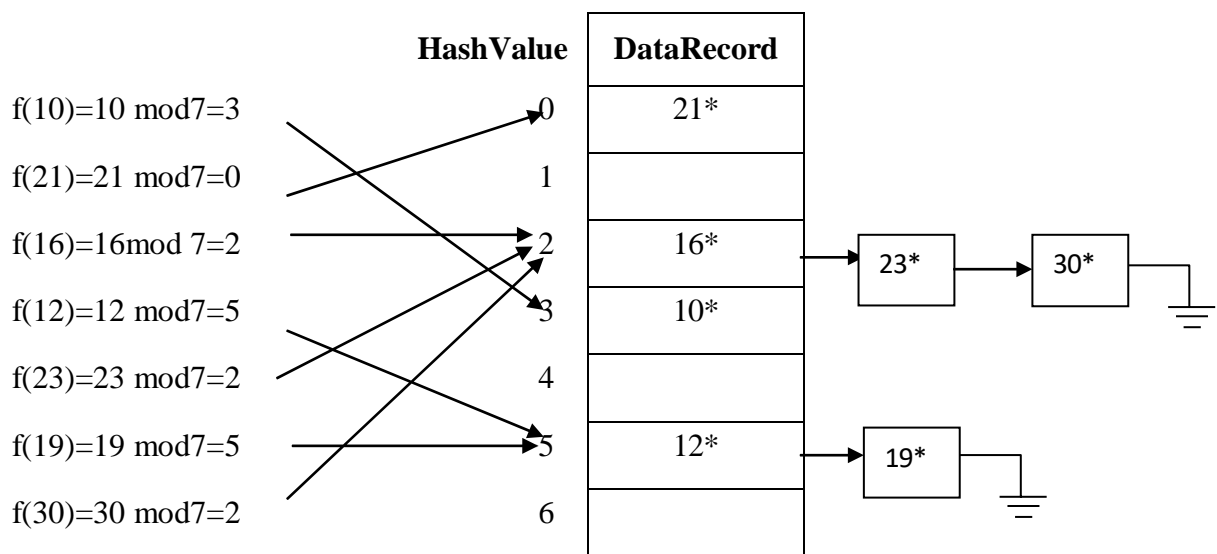 HashValue DataRecord
f(10)=10 mod7=3 0 21*
f(21)=21 mod7=0 1
f(16)=16mod 7=2 2 16* 23* 30*
f(12)=12 mod7=5 3 10*
f(23)=23 mod7=2 4
f(19)=19 mod7=5 5 12* 19*
f(30)=30 mod7=2 6